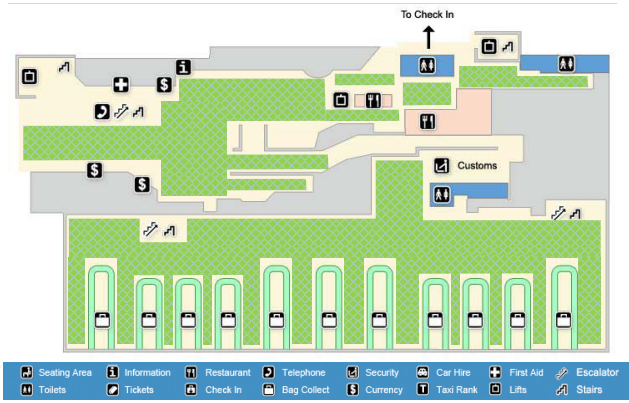 To Check In
Customs
Seating Area Information Restaurant Telephone Security Car Hire First Aid Escalator
Toilets Tickets Check In Bag Collect Currency Taxi Rank Lifts Stairs